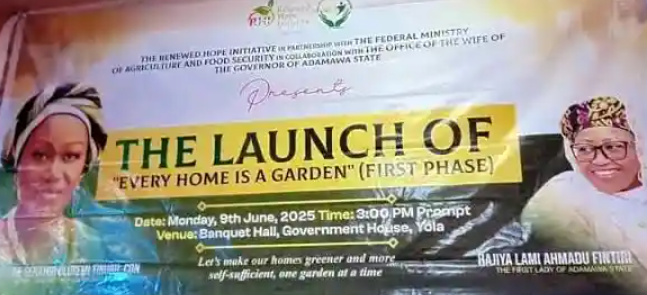 RHI
THE RENEWED HOPE INITIATIVE IN PARTNERSHIP WITH THE FEDERAL MINISTRY
OF AGRICULTURE AND FOOD SECURITY IN COLLABORATION WITH THE OFFICE OF THE WIFE OF
THE GOVERNOR OF ADAMAWA STATE
Presents
THE LAUNCH OF
"EVERY HOME IS A GARDEN" (FIRST PHASE)
Date: Monday, 9th June, 2025 Time: 3:00 PM Prompt
Venue: Banquet Hall, Government House, Yola
Let's make our homes greener and more
self-sufficient, one garden at a time
HAJIYA LAMI AHMADU FINTIRI
THE FIRST LADY OF ADAMAWA STATE